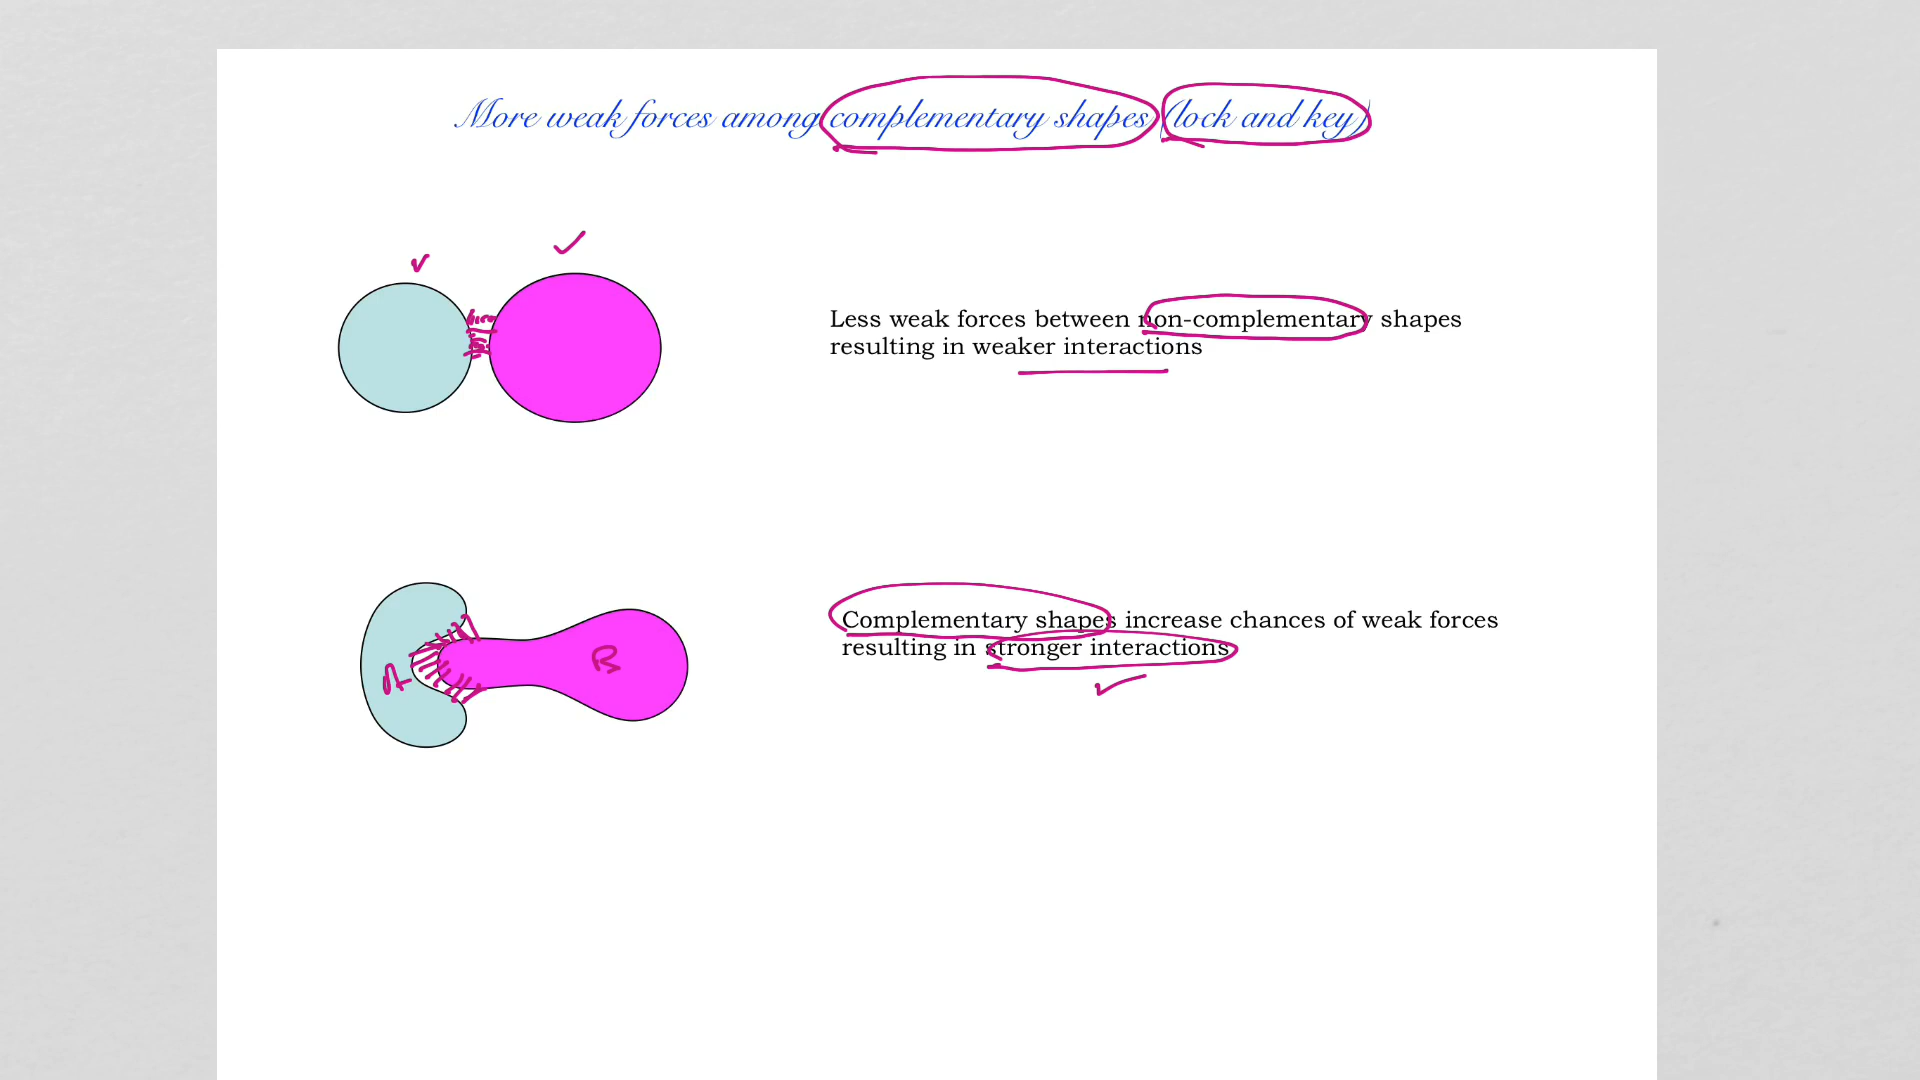 More weak forces among complementary shapes (lock and key)
Less weak forces between non-complementary shapes
resulting in weaker interactions
Complementary shapes increase chances of weak forces
resulting in stronger interactions
A
B